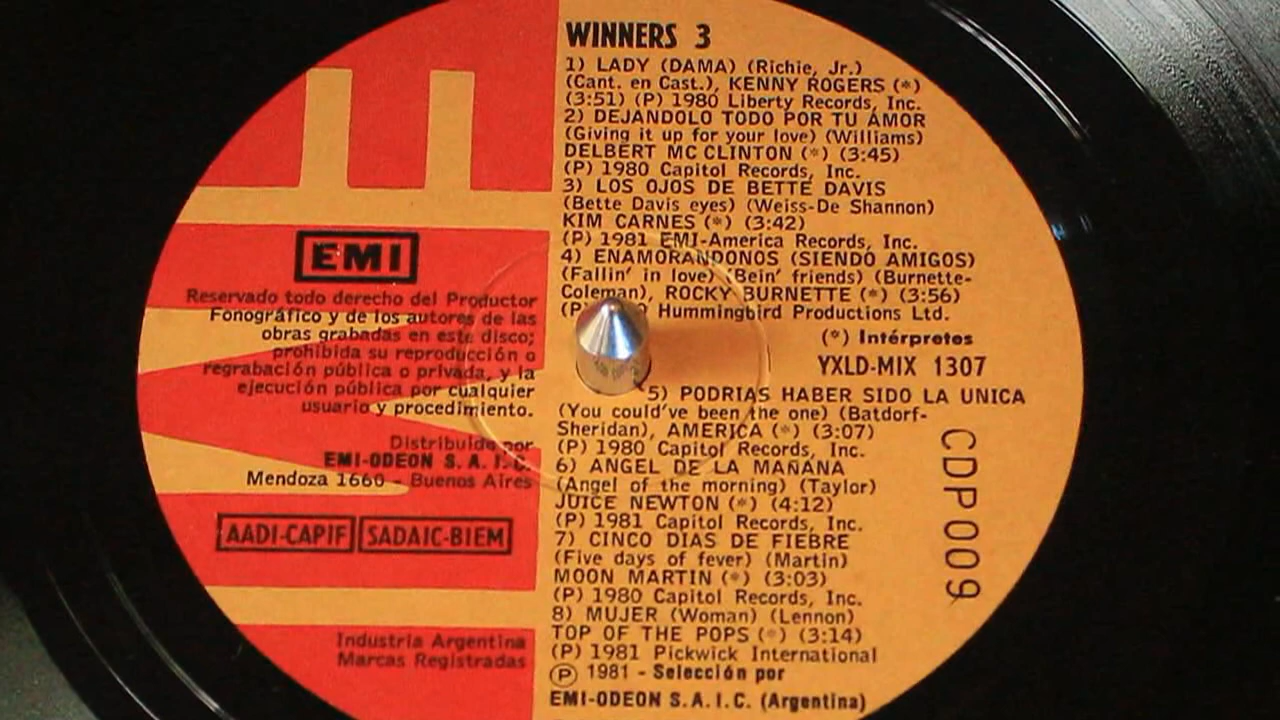 WINNERS 3
1) LADY (DAMA) (Richie, Jr.)
(Cant. en Cast.), KENNY ROGERS (*)
(3:51) (P) 1980 Liberty Records, Inc.
2) DEJANDOLO TODO POR TU AMOR
(Giving it up for your love) (Williams)
DELBERT MC CLINTON (*) (3:45)
(P) 1980 Capitol Records, Inc.
3) LOS OJOS DE BETTE DAVIS
(Bette Davis eyes) (Weiss-De Shannon)
KIM CARNES (*) (3:42)
(P) 1981 EMI-America Records, Inc.
4) ENAMORANDONOS (SIENDO AMIGOS)
(Fallin' in love) (Bein' friends) (Burnette-
Coleman), ROCKY BURNETTE (*) (3:56)
Hummingbird Productions Ltd.
(*) Intérpretes
YXLD-MIX 1307
5) PODRIAS HABER SIDO LA UNICA
(You could've been the one) (Batdorf-
Sheridan), AMERICA (*) (3:07)
(P) 1980 Capitol Records, Inc.
6) ANGEL DE LA MAÑANA
(Angel of the morning) (Taylor)
JUICE NEWTON (*) (4:12)
(P) 1981 Capitol Records, Inc.
7) CINCO DIAS DE FIEBRE
(Five days of fever) (Martin)
MOON MARTIN (*) (3:03)
(P) 1980 Capitol Records, Inc.
8) MUJER (Woman) (Lennon)
TOP OF THE POPS (*) (3:14)
(P) 1981 Pickwick International
Ⓟ 1981 - Selección por
EMI-ODEON S.A.I.C. (Argentina)
CDP009
EMI
EMI
Reservado todo derecho del Productor
Fonográfico y de los autores de las
obras grabadas en este disco;
prohibida su reproducción o
regrabación pública o privada, y la
ejecución pública por cualquier
usuario y procedimiento.
Distribuido por
EMI-ODEON S.A.I.C.
Mendoza 1660 - Buenos Aires
AADI-CAPIF SADAIC-BIEM
Industria Argentina
Marcas Registradas